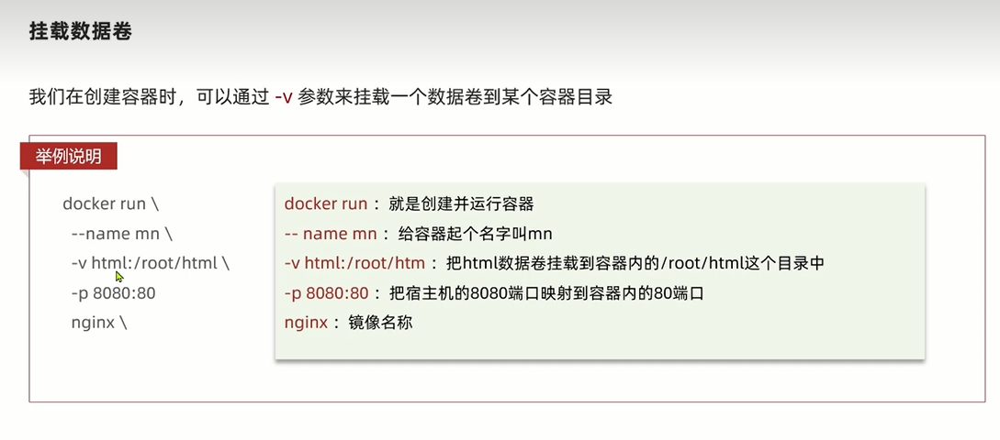 挂载数据卷
我们在创建容器时，可以通过 -v 参数来挂载一个数据卷到某个容器目录
举例说明
docker run \
--name mn \
-v html:/root/html \
-p 8080:80
nginx \
docker run ：就是创建并运行容器
-- name mn ：给容器起个名字叫mn
-v html:/root/htm ：把html数据卷挂载到容器内的/root/html这个目录中
-p 8080:80 ：把宿主机的8080端口映射到容器内的80端口
nginx ：镜像名称